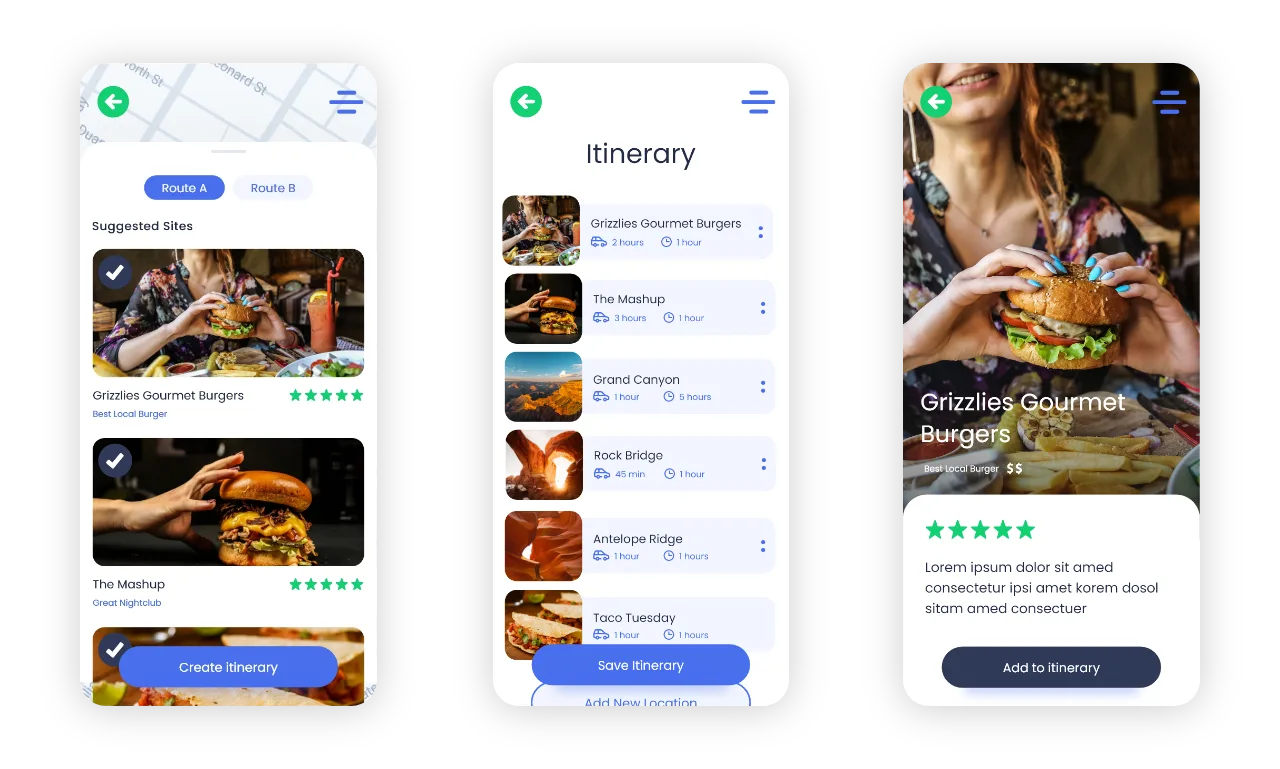 orth St
eonard St
Route A
Route B
Suggested Sites
Grizzlies Gourmet Burgers
Best Local Burger
The Mashup
Great Nightclub
Create itinerary
Itinerary
Grizzlies Gourmet Burgers
2 hours 1 hour
The Mashup
3 hours 1 hour
Grand Canyon
1 hour 5 hours
Rock Bridge
45 min 1 hour
Antelope Ridge
1 hour 1 hours
Taco Tuesday
1 hour 1 hours
Save Itinerary
Add New Location
Grizzlies Gourmet
Burgers
Best Local Burger $$
Lorem ipsum dolor sit amed
consectetur ipsi amet korem dosol
sitam amed consectuer
Add to itinerary